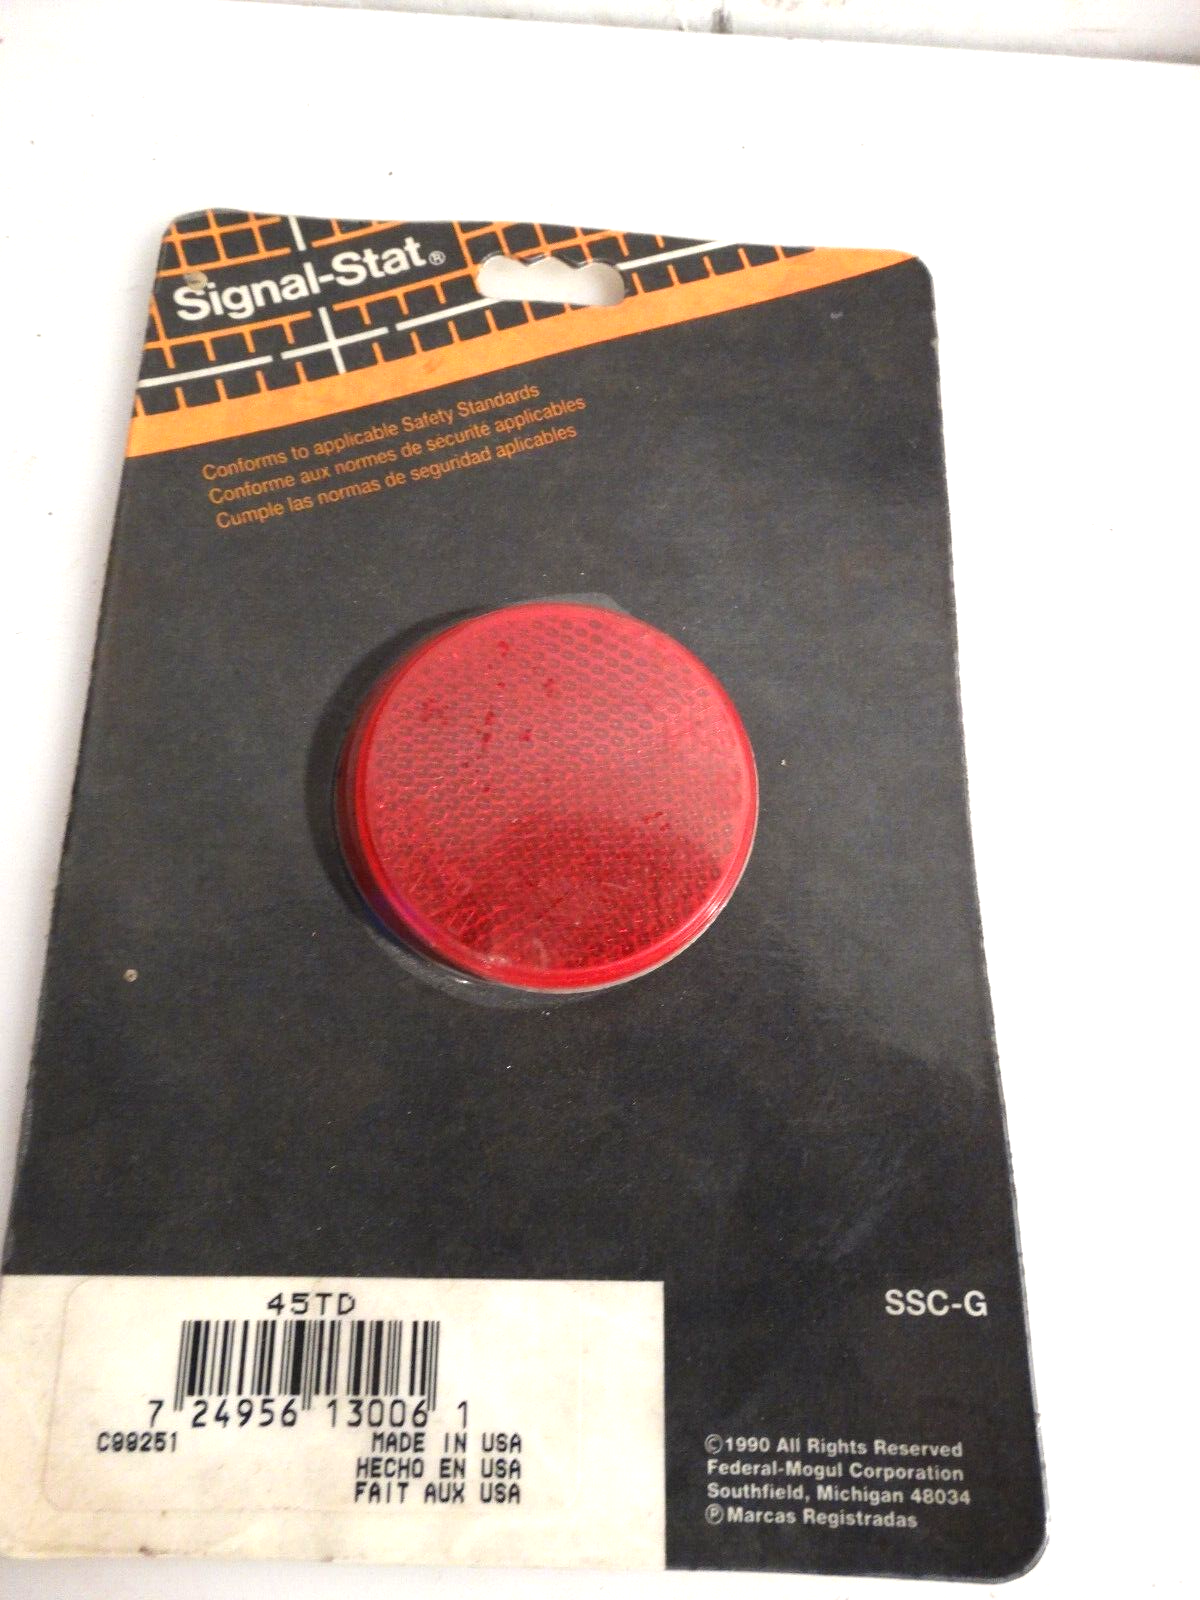 Signal-Stat®
Conforms to applicable Safety Standards
Conforme aux normes de sécurité applicables
Cumple las normas de seguridad aplicables
45TD
7 24956 13006 1
C99251
MADE IN USA
HECHO EN USA
FAIT AUX USA
SSC-G
©1990 All Rights Reserved
Federal-Mogul Corporation
Southfield, Michigan 48034
Ⓟ Marcas Registradas